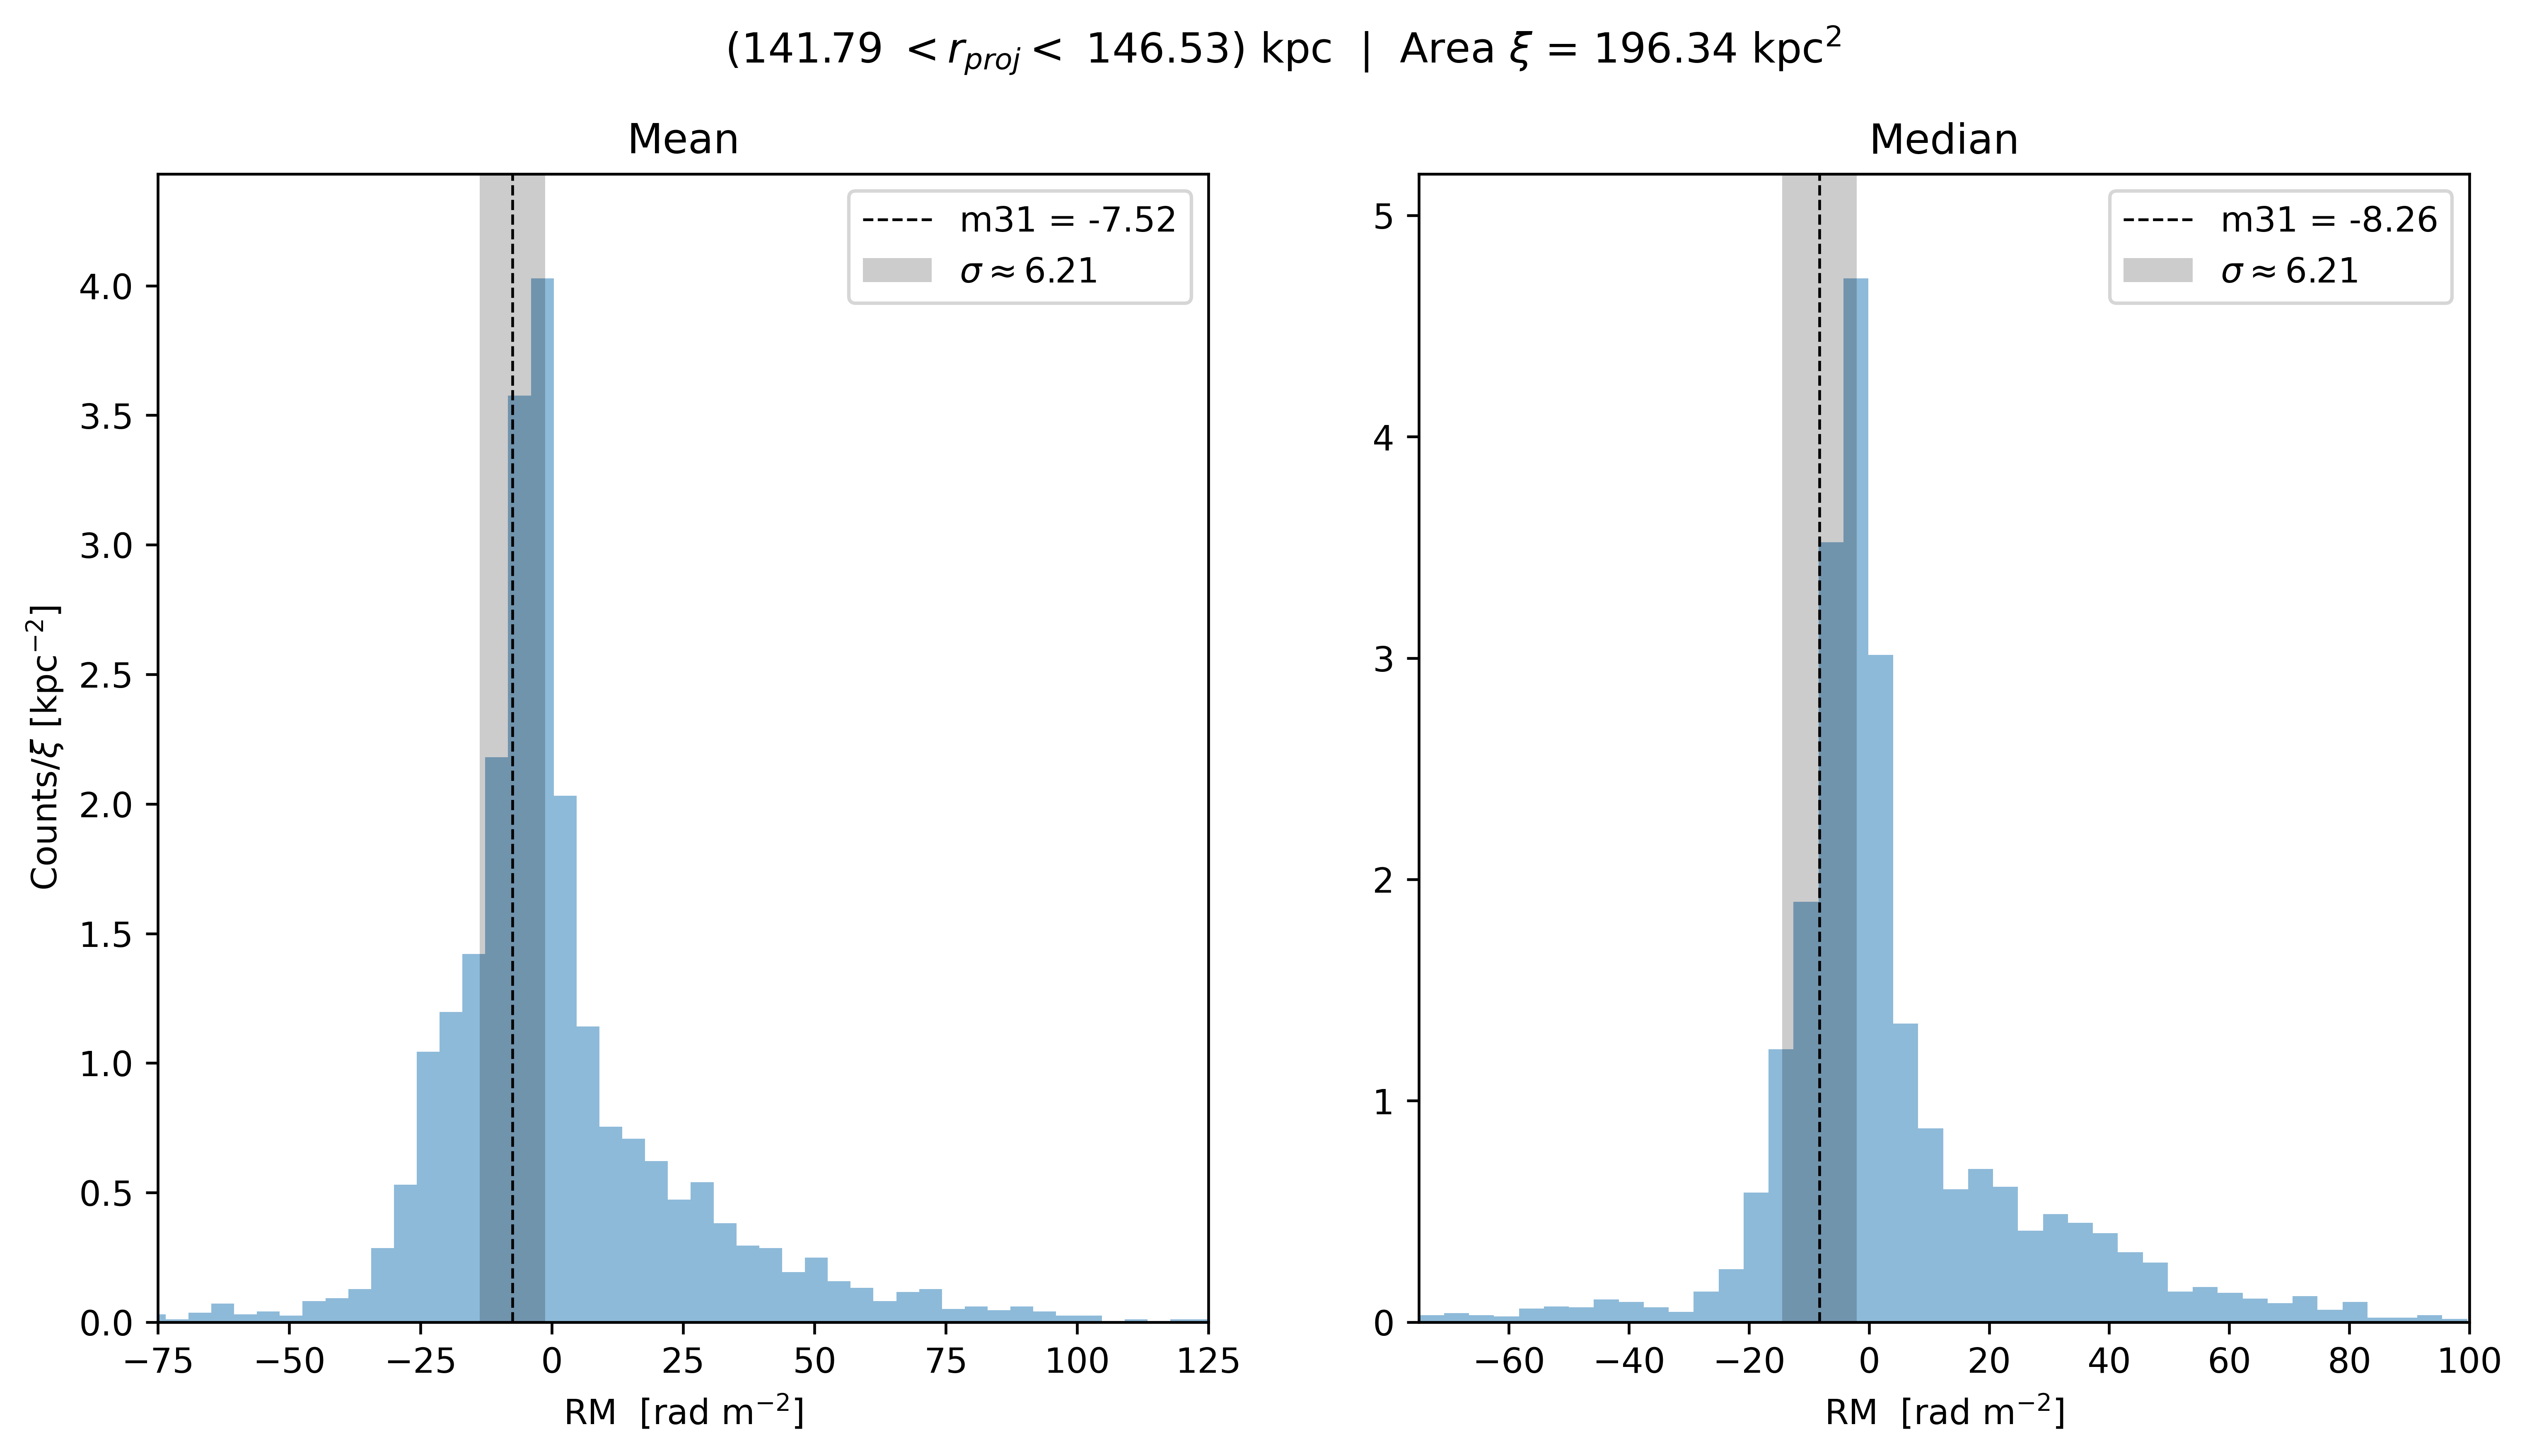 (141.79 < r_proj < 146.53) kpc | Area ξ = 196.34 kpc²
Mean
m31 = -7.52
σ ≈ 6.21
4.0
3.5
3.0
2.5
2.0
1.5
1.0
0.5
0.0
Counts/ξ [kpc⁻²]
−75 −50 −25 0 25 50 75 100 125
RM [rad m⁻²]
Median
m31 = -8.26
σ ≈ 6.21
5
4
3
2
1
0
−60 −40 −20 0 20 40 60 80 100
RM [rad m⁻²]